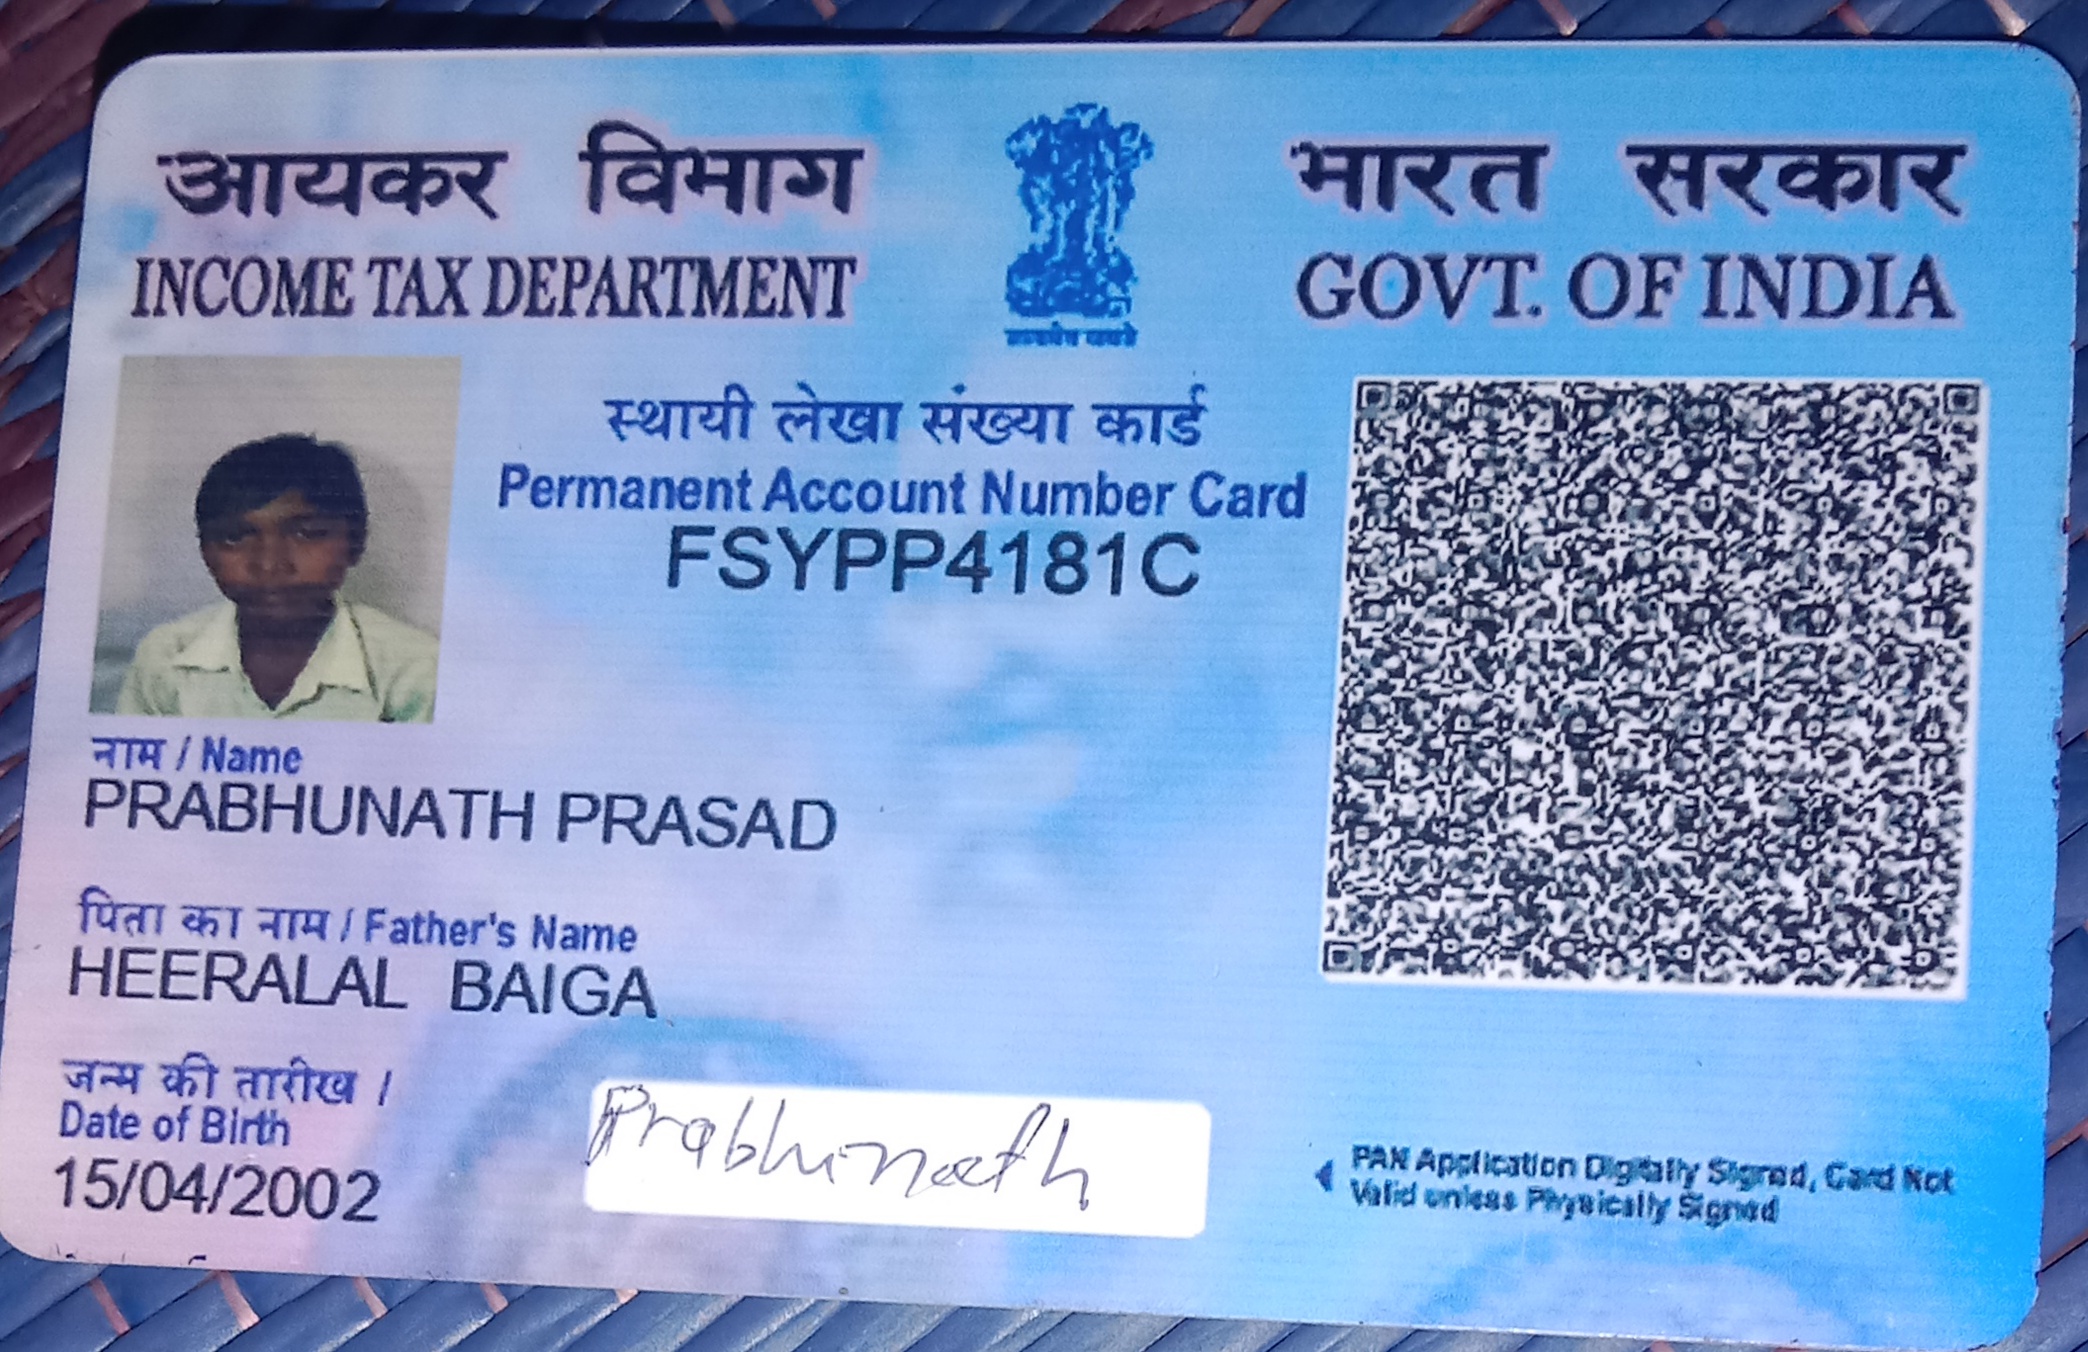 आयकर विभाग
INCOME TAX DEPARTMENT
भारत सरकार
GOVT. OF INDIA
स्थायी लेखा संख्या कार्ड
Permanent Account Number Card
FSYPP4181C
नाम / Name
PRABHUNATH PRASAD
पिता का नाम / Father's Name
HEERALAL BAIGA
जन्म की तारीख /
Date of Birth
15/04/2002
Prabhunath
PAN Application Digitally Signed, Card Not
Valid unless Physically Signed